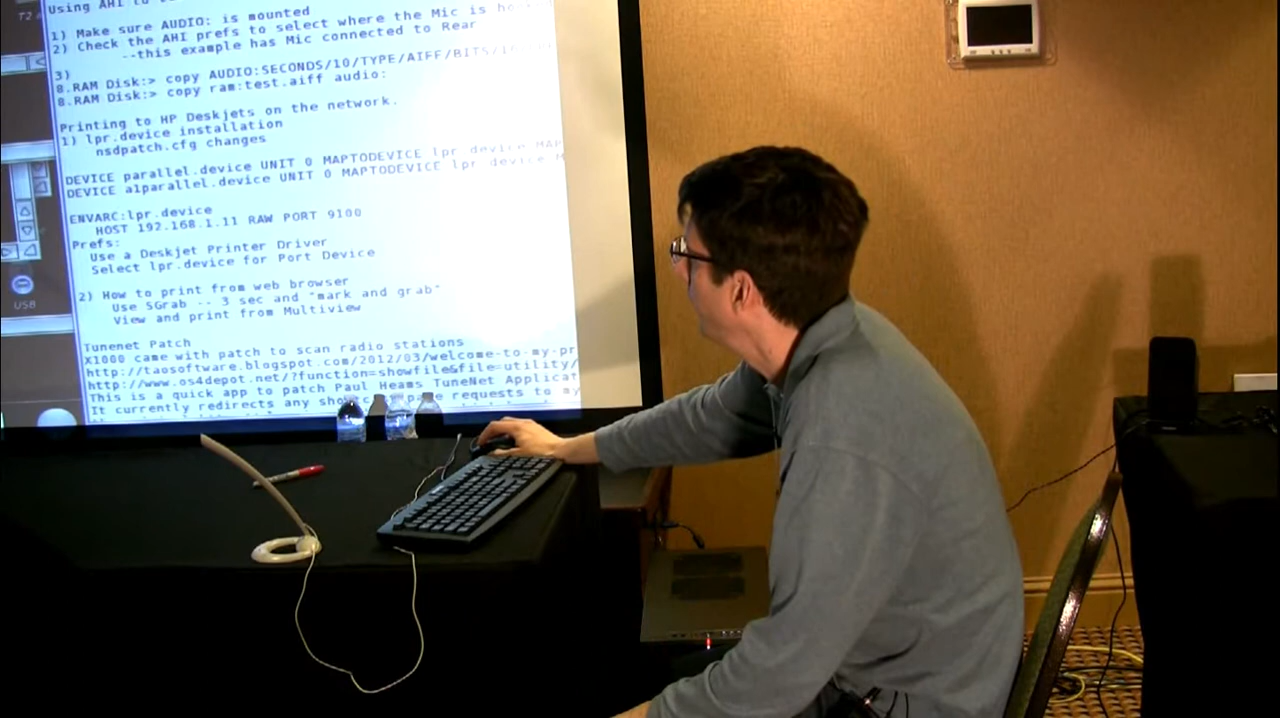 Using AHI to
1) Make sure AUDIO: is mounted
2) Check the AHI prefs to select where the Mic is
--this example has Mic connected to Rear
3)
8.RAM Disk:> copy AUDIO:SECONDS/10/TYPE/AIFF/BITS/16
8.RAM Disk:> copy ram:test.aiff audio:
Printing to HP Deskjets on the network.
1) lpr.device installation
nsdpatch.cfg changes
DEVICE parallel.device UNIT 0 MAPTODEVICE lpr.device MAP
DEVICE a1parallel.device UNIT 0 MAPTODEVICE lpr.device M
ENVARC:lpr.device
HOST 192.168.1.11 RAW PORT 9100
Prefs:
Use a Deskjet Printer Driver
Select lpr.device for Port Device
2) How to print from web browser
Use SGrab -- 3 sec and "mark and grab"
View and print from Multiview
Tunenet Patch
X1000 came with patch to scan radio stations
http://taosoftware.blogspot.com/2012/03/welcome-to-my-pr
http://www.os4depot.net/?function=showfile&file=utility/
This is a quick app to patch Paul Heams TuneNet Applicat
It currently redirects any page requests to my
USB